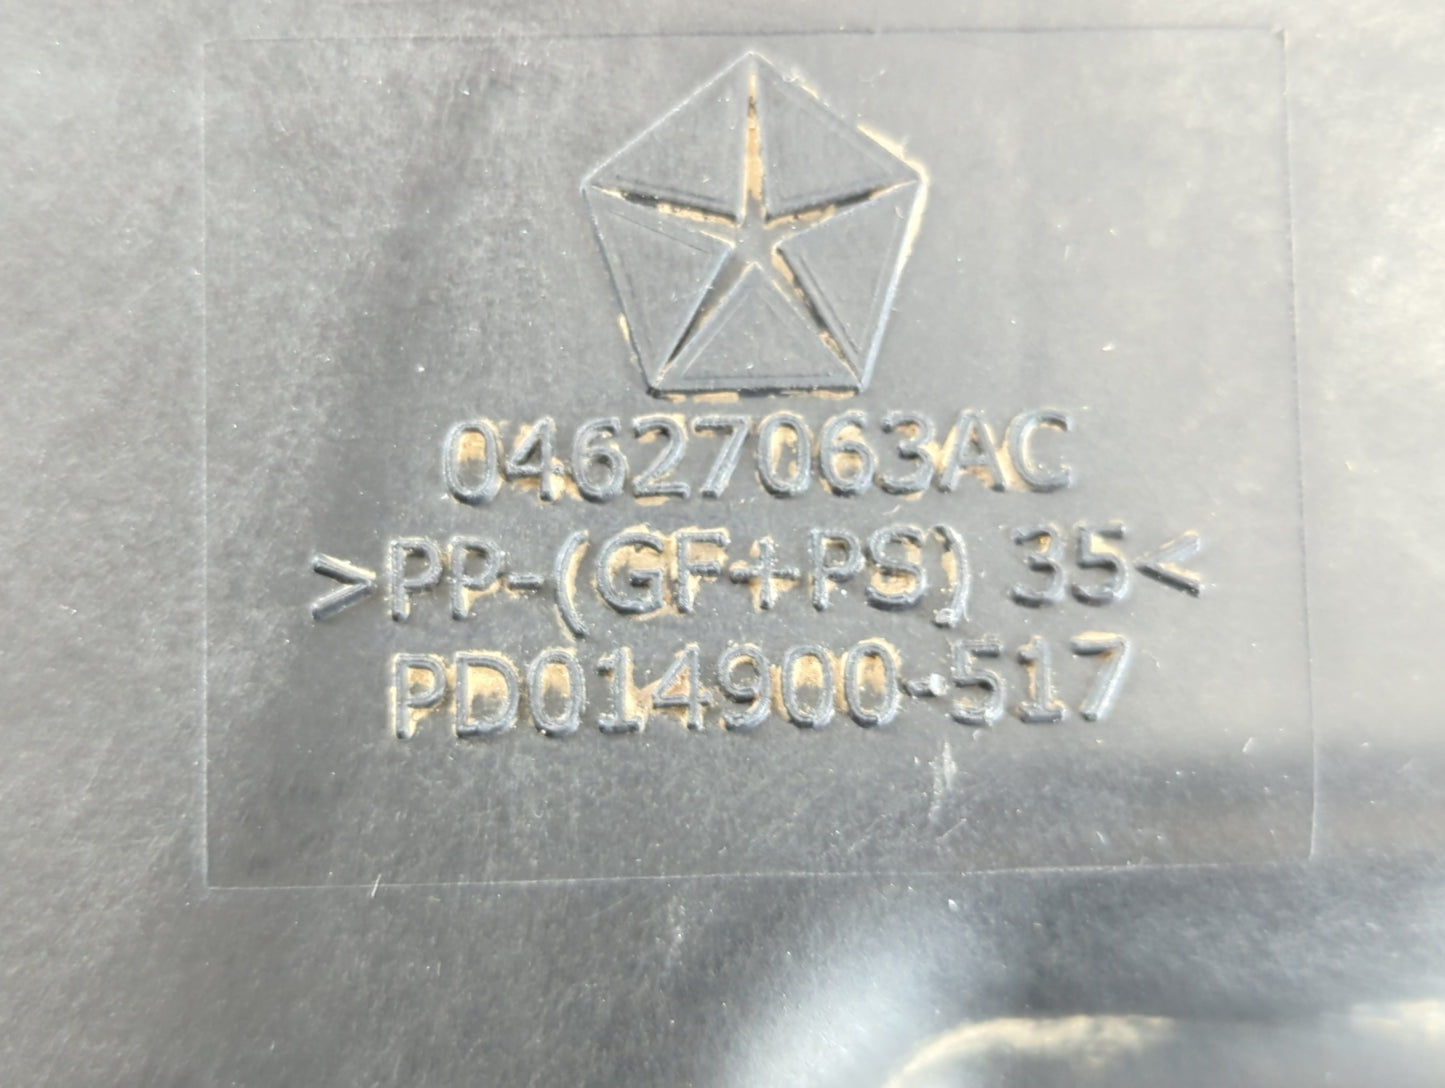 04627063AC
>PP-(GF+PS) 35<
PD014900-517